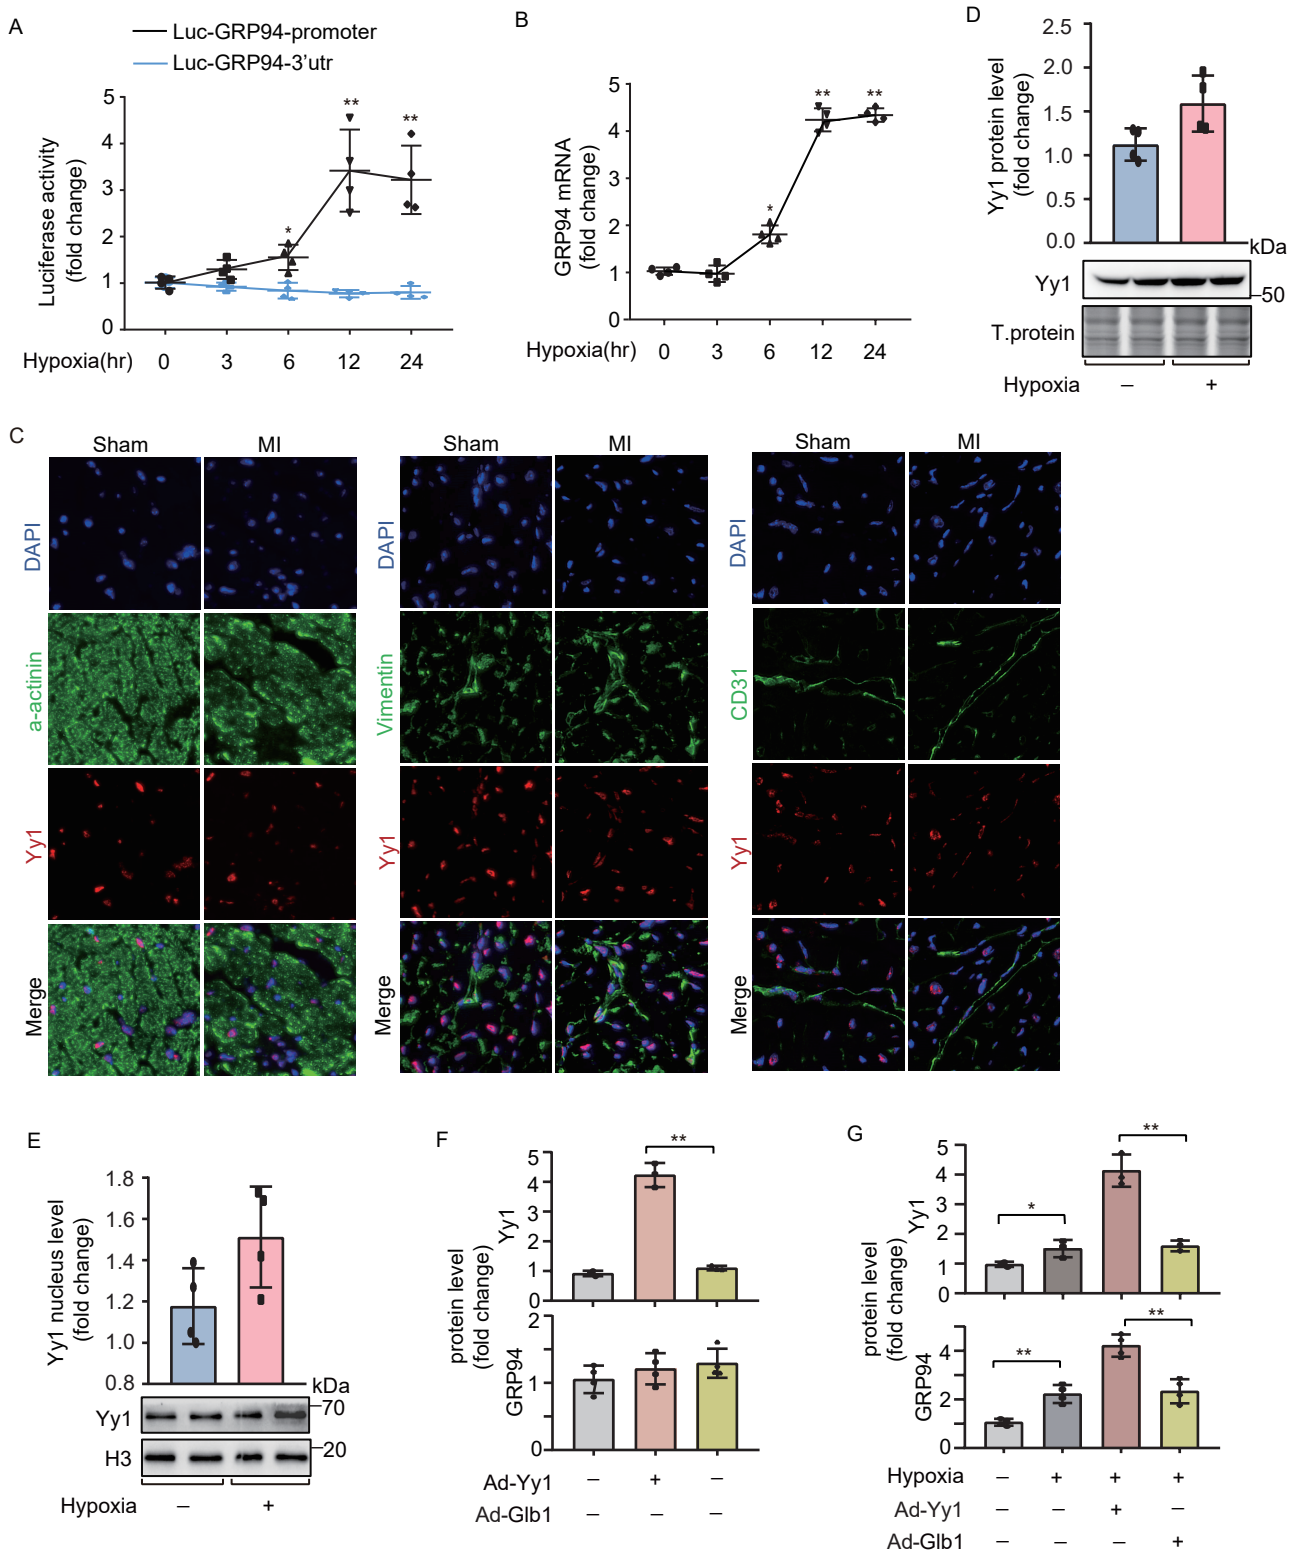 A
Luc-GRP94-promoter
Luc-GRP94-3'utr
Luciferase activity
(fold change)
5
4
3
2
1
0
*
**
**
Hypoxia(hr)
0
3
6
12
24
B
GRP94 mRNA
(fold change)
5
4
3
2
1
0
*
**
**
Hypoxia(hr)
0
3
6
12
24
D
Yy1 protein level
(fold change)
2.5
2.0
1.5
1.0
0.5
0.0
kDa
Yy1
–50
T.protein
Hypoxia
–
+
C
Sham
MI
DAPI
a-actinin
Yy1
Merge
Sham
MI
DAPI
Vimentin
Yy1
Merge
Sham
MI
DAPI
CD31
Yy1
Merge
E
Yy1 nucleus level
(fold change)
1.8
1.6
1.4
1.2
1.0
0.8
kDa
Yy1
–70
H3
–20
Hypoxia
–
+
F
protein level
(fold change)
Yy1
5
4
3
2
1
0
**
GRP94
2
1
0
Ad-Yy1
–
+
–
Ad-Glb1
–
–
–
G
protein level
(fold change)
Yy1
5
4
3
2
1
0
*
**
GRP94
4
2
0
**
**
Hypoxia
–
+
+
+
Ad-Yy1
–
–
+
–
Ad-Glb1
–
–
–
+